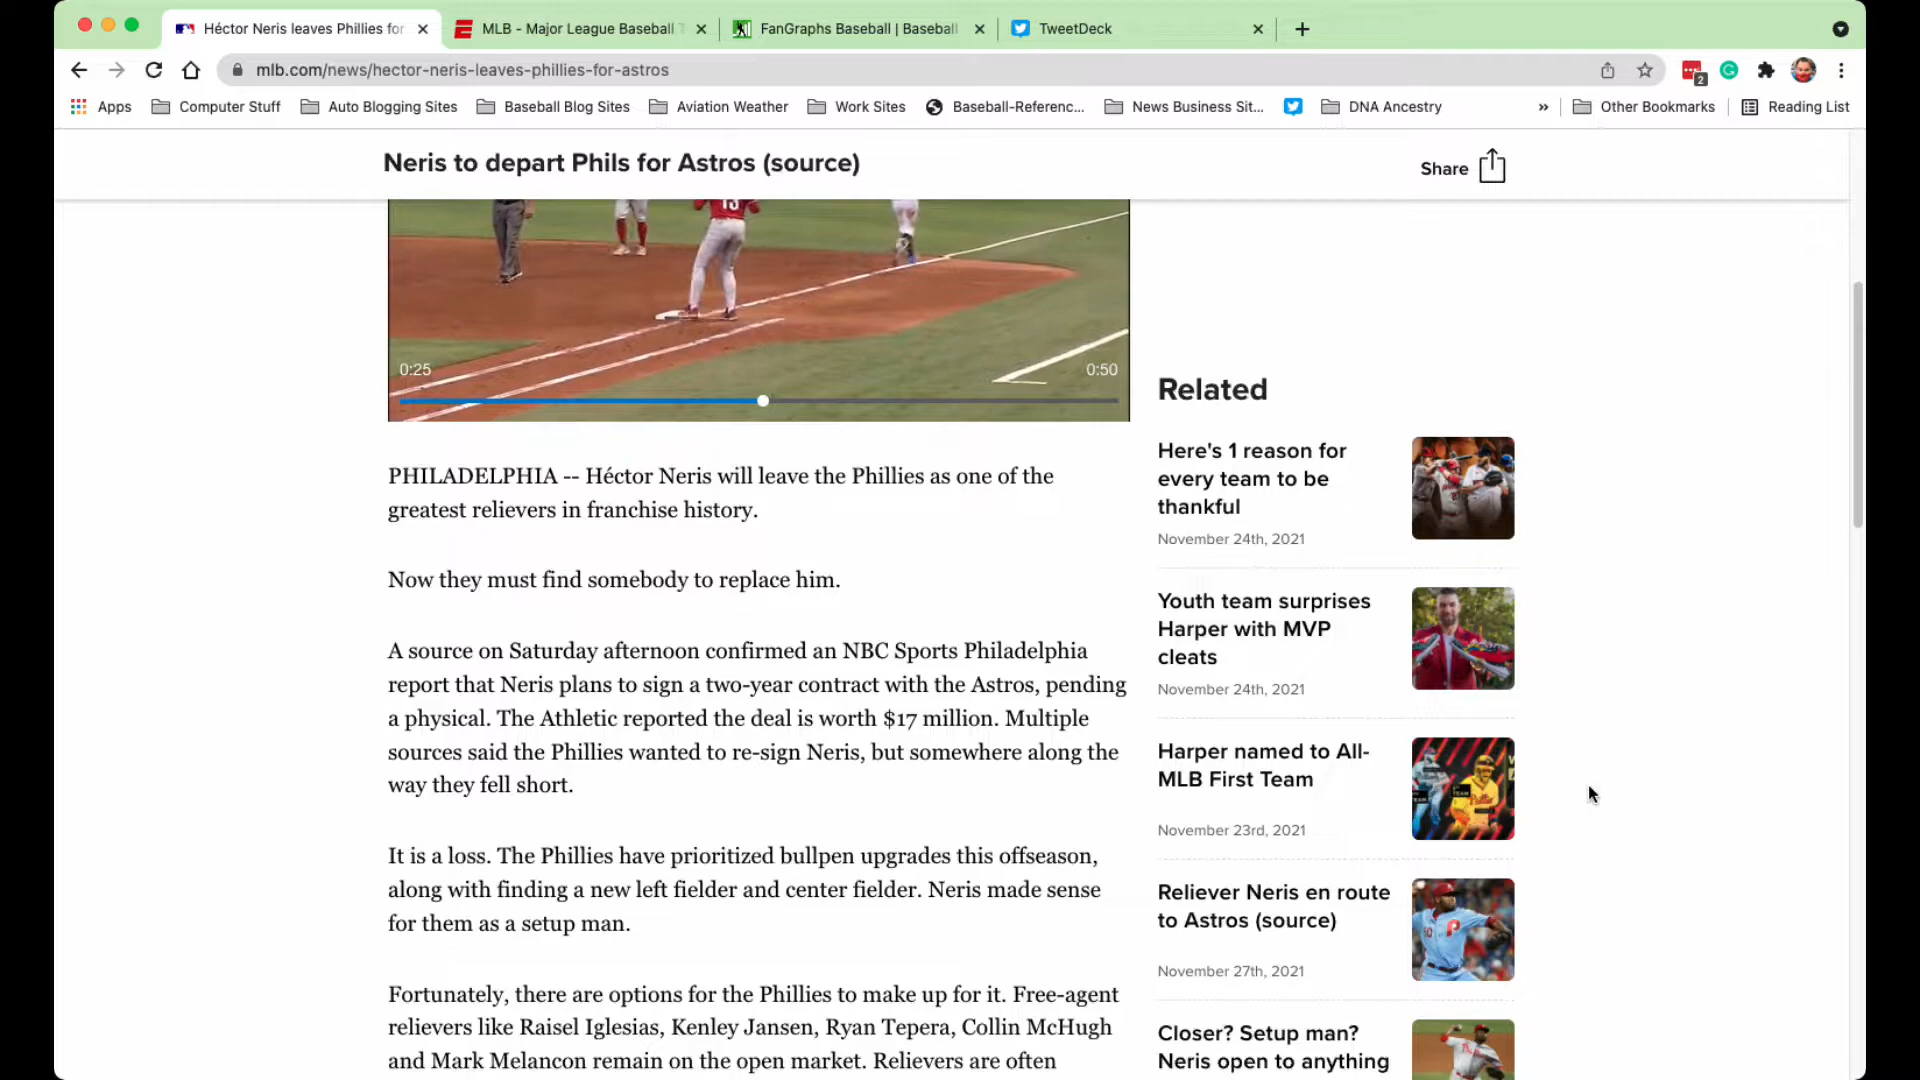 Héctor Neris leaves Phillies for
MLB - Major League Baseball T
FanGraphs Baseball | Baseball
TweetDeck
mlb.com/news/hector-neris-leaves-phillies-for-astros
2
Apps
Computer Stuff
Auto Blogging Sites
Baseball Blog Sites
Aviation Weather
Work Sites
Baseball-Referenc...
News Business Sit...
DNA Ancestry
»
Other Bookmarks
Reading List
Neris to depart Phils for Astros (source)
Share
13
0:25
0:50
PHILADELPHIA -- Héctor Neris will leave the Phillies as one of the
greatest relievers in franchise history.
Now they must find somebody to replace him.
A source on Saturday afternoon confirmed an NBC Sports Philadelphia
report that Neris plans to sign a two-year contract with the Astros, pending
a physical. The Athletic reported the deal is worth $17 million. Multiple
sources said the Phillies wanted to re-sign Neris, but somewhere along the
way they fell short.
It is a loss. The Phillies have prioritized bullpen upgrades this offseason,
along with finding a new left fielder and center fielder. Neris made sense
for them as a setup man.
Fortunately, there are options for the Phillies to make up for it. Free-agent
relievers like Raisel Iglesias, Kenley Jansen, Ryan Tepera, Collin McHugh
and Mark Melancon remain on the open market. Relievers are often
Related
Here's 1 reason for
every team to be
thankful
November 24th, 2021
Youth team surprises
Harper with MVP
cleats
November 24th, 2021
Harper named to All-
MLB First Team
November 23rd, 2021
Reliever Neris en route
to Astros (source)
November 27th, 2021
Closer? Setup man?
Neris open to anything